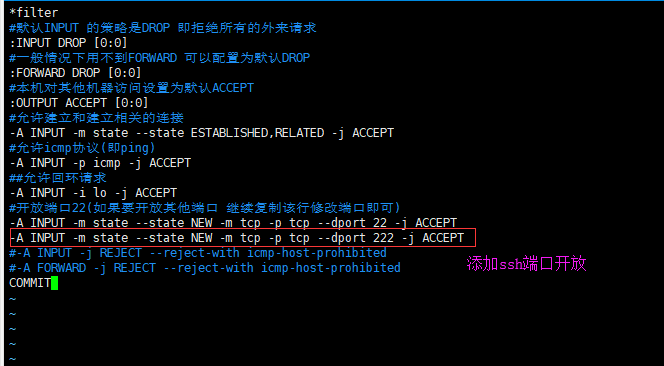 *filter
#默认INPUT 的策略是DROP 即拒绝所有的外来请求
:INPUT DROP [0:0]
#一般情况下用不到FORWARD 可以配置为默认DROP
:FORWARD DROP [0:0]
#本机对其他机器访问设置为默认ACCEPT
:OUTPUT ACCEPT [0:0]
#允许建立和建立相关的连接
-A INPUT -m state --state ESTABLISHED,RELATED -j ACCEPT
#允许icmp协议(即ping)
-A INPUT -p icmp -j ACCEPT
##允许回环请求
-A INPUT -i lo -j ACCEPT
#开放端口22(如果要开放其他端口 继续复制该行修改端口即可)
-A INPUT -m state --state NEW -m tcp -p tcp --dport 22 -j ACCEPT
-A INPUT -m state --state NEW -m tcp -p tcp --dport 222 -j ACCEPT
#-A INPUT -j REJECT --reject-with icmp-host-prohibited
#-A FORWARD -j REJECT --reject-with icmp-host-prohibited
添加ssh端口开放
COMMIT
~
~
~
~
~